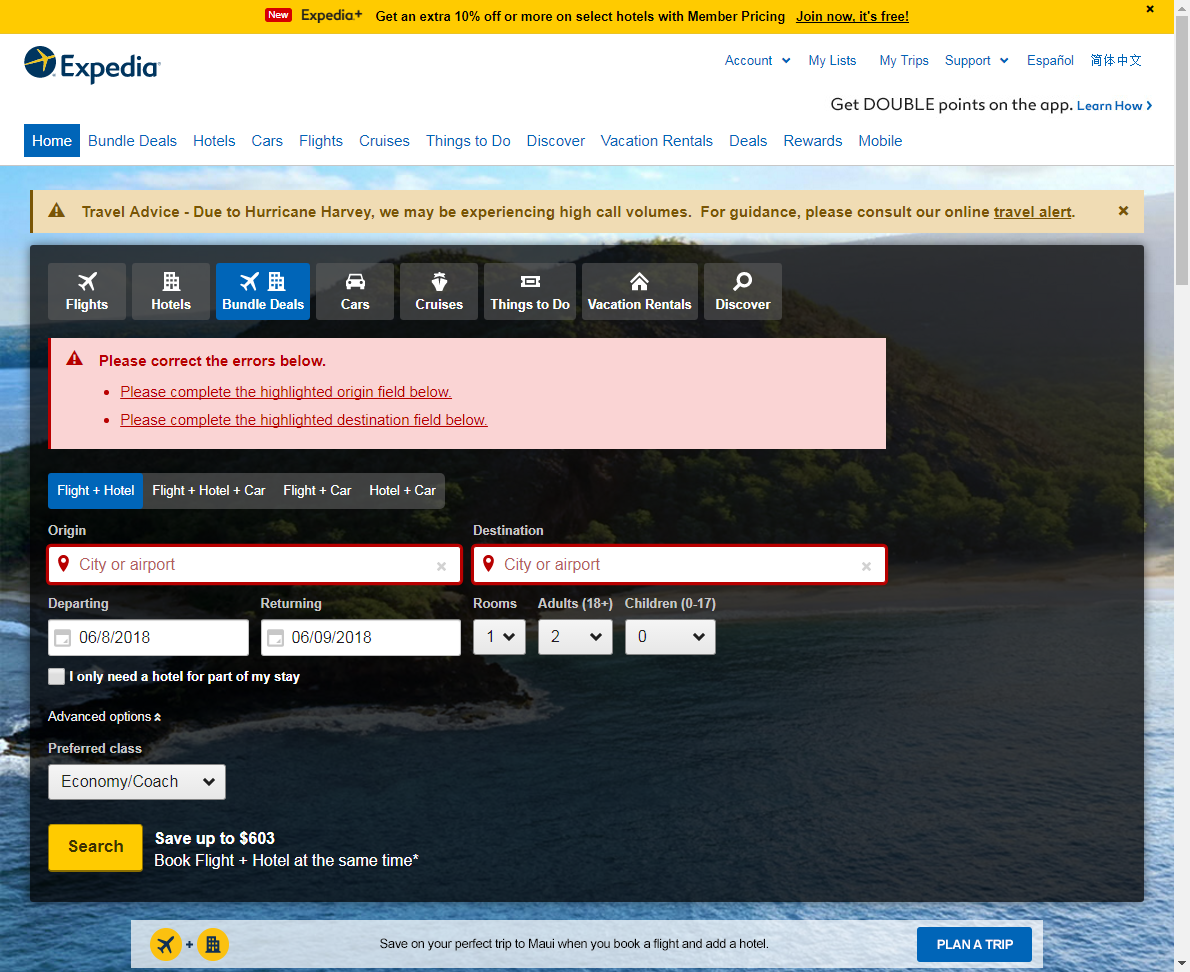 New Expedia+ Get an extra 10% off or more on select hotels with Member Pricing Join now, it's free!
Expedia
Account My Lists My Trips Support Español 简体中文
Get DOUBLE points on the app. Learn How
Home Bundle Deals Hotels Cars Flights Cruises Things to Do Discover Vacation Rentals Deals Rewards Mobile
Travel Advice - Due to Hurricane Harvey, we may be experiencing high call volumes. For guidance, please consult our online travel alert.
Flights Hotels Bundle Deals Cars Cruises Things to Do Vacation Rentals Discover
Please correct the errors below.
Please complete the highlighted origin field below.
Please complete the highlighted destination field below.
Flight + Hotel Flight + Hotel + Car Flight + Car Hotel + Car
Origin Destination
City or airport City or airport
Departing Returning Rooms Adults (18+) Children (0-17)
06/8/2018 06/09/2018 1 2 0
I only need a hotel for part of my stay
Advanced options
Preferred class
Economy/Coach
Search
Save up to $603
Book Flight + Hotel at the same time*
+ Save on your perfect trip to Maui when you book a flight and add a hotel. PLAN A TRIP